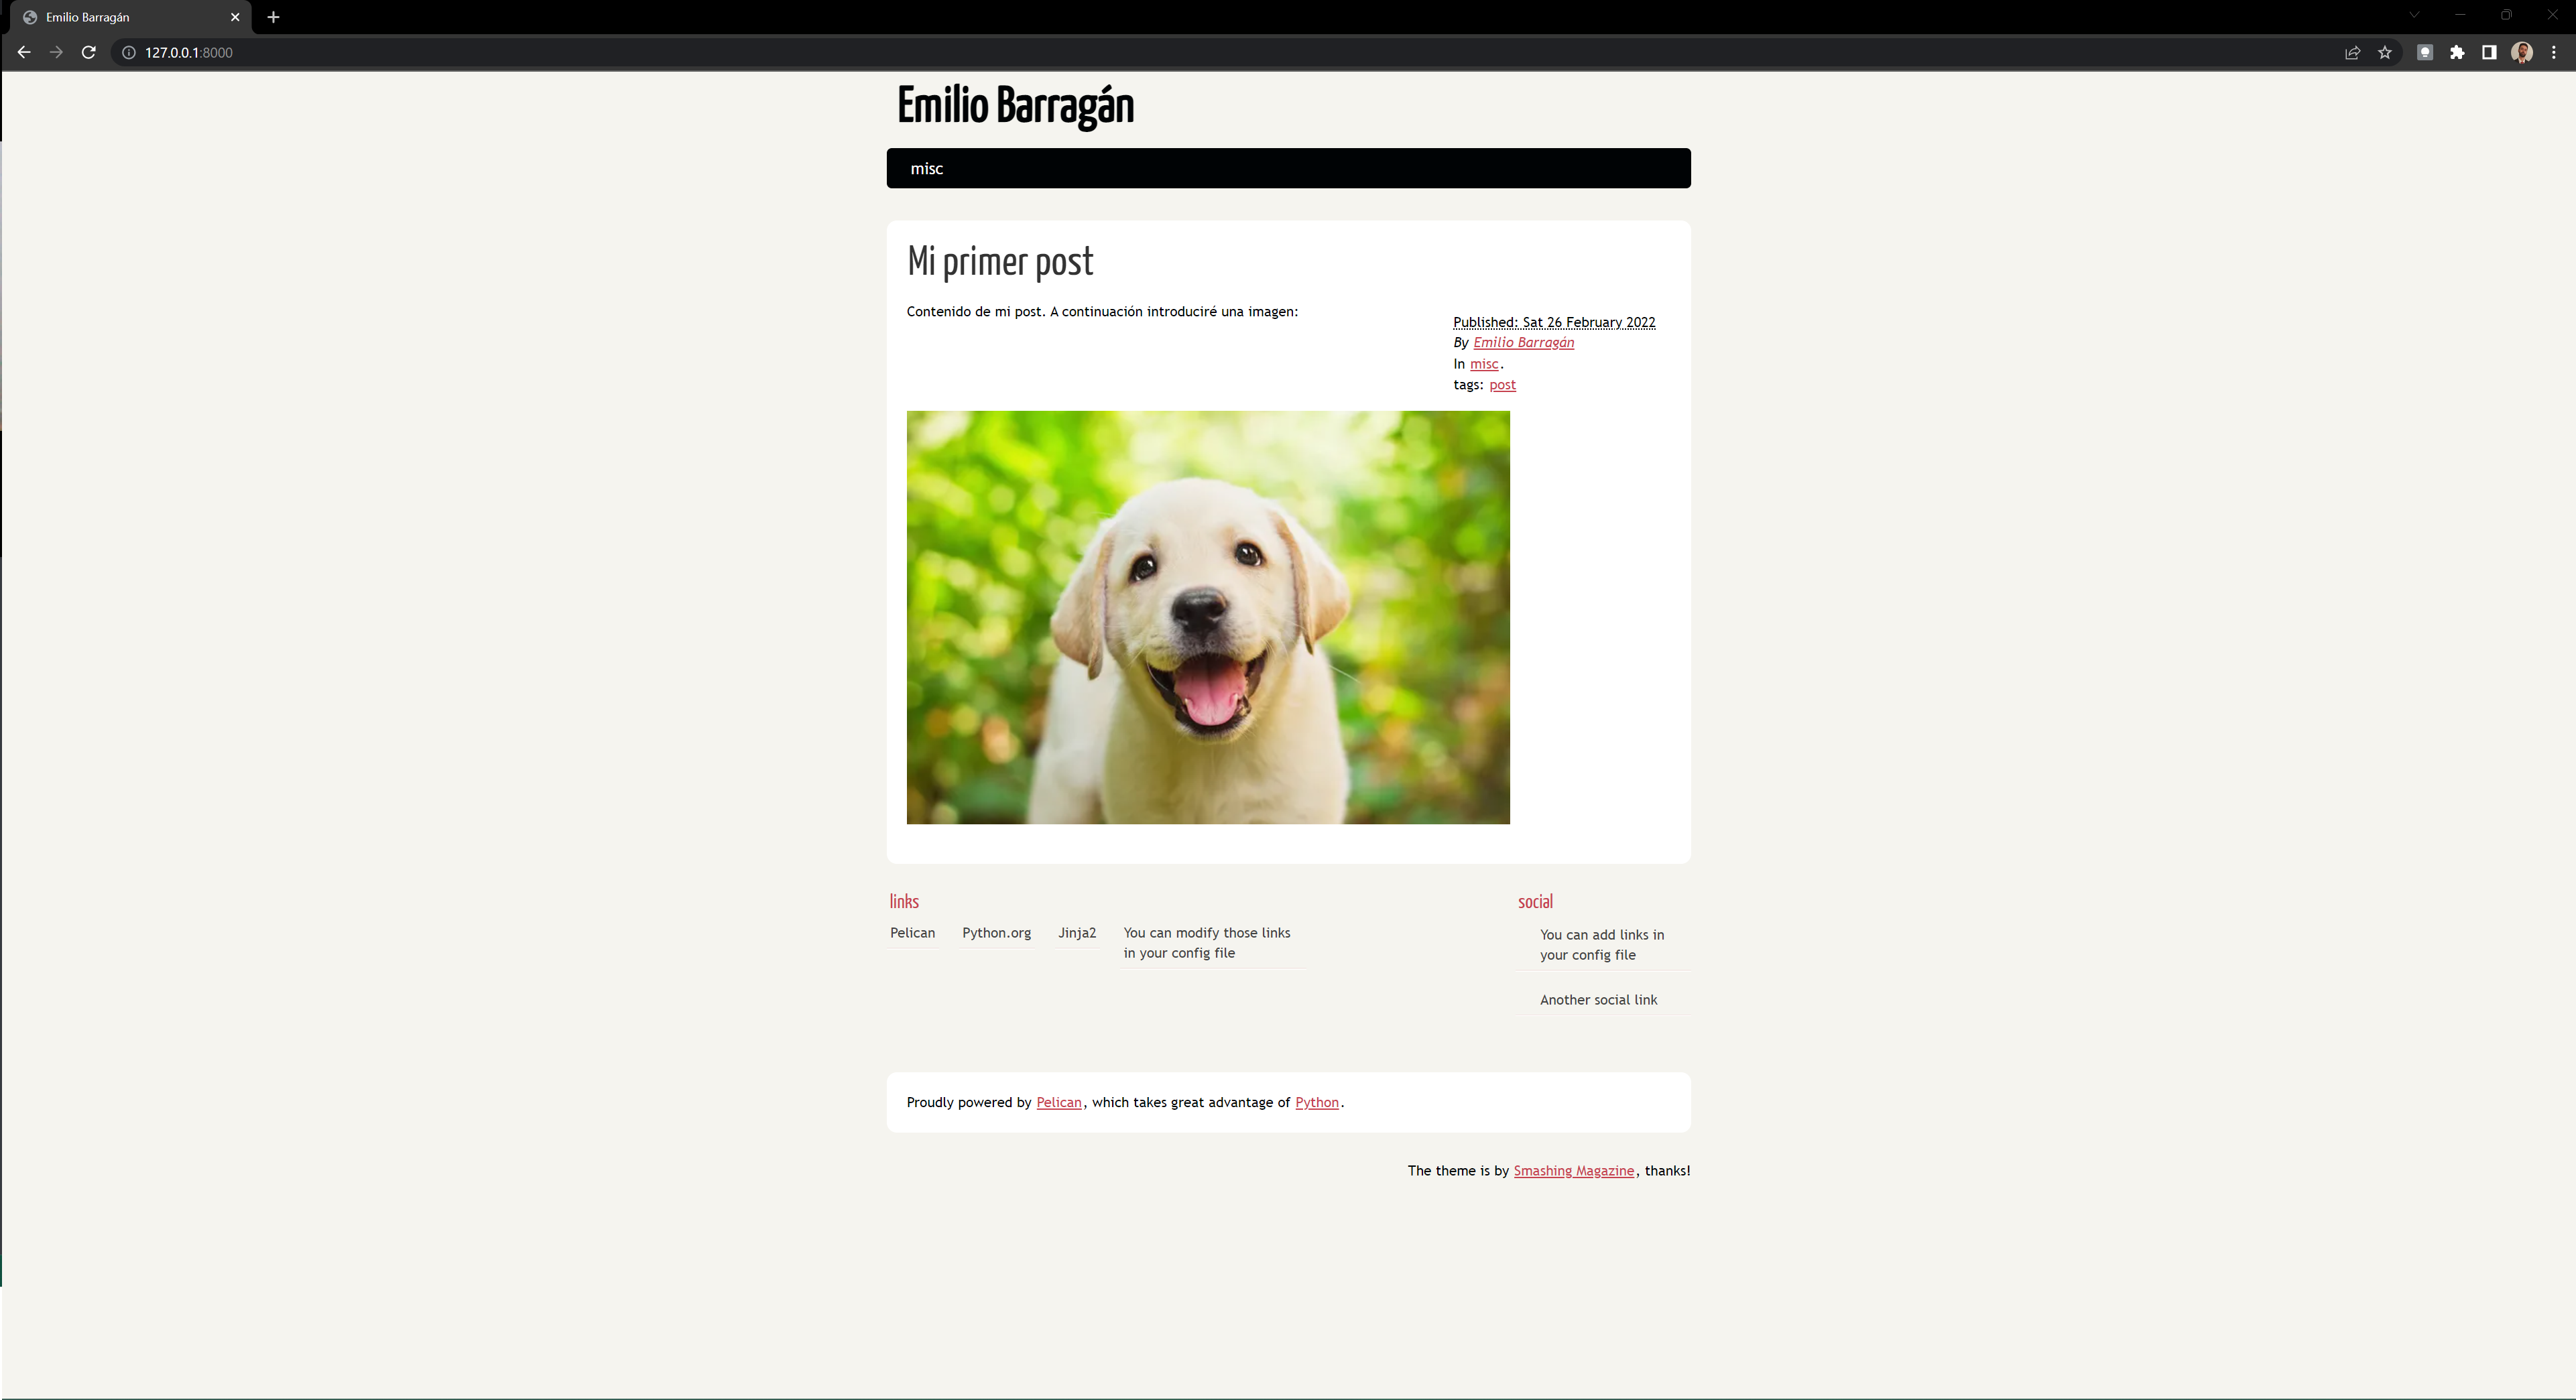 Emilio Barragán
127.0.0.1:8000
Emilio Barragán
misc
Mi primer post
Contenido de mi post. A continuación introduciré una imagen:
Published: Sat 26 February 2022
By Emilio Barragán
In misc.
tags: post
links
Pelican
Python.org
Jinja2
You can modify those links
in your config file
social
You can add links in
your config file
Another social link
Proudly powered by Pelican, which takes great advantage of Python.
The theme is by Smashing Magazine, thanks!